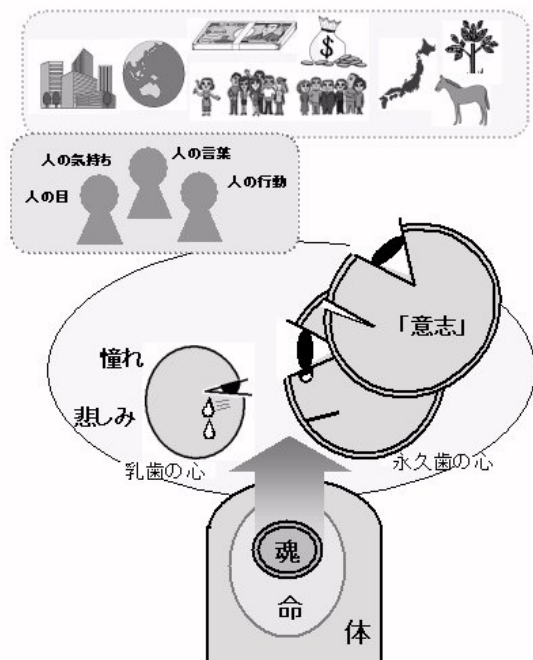 $
人の気持ち
人の言葉
人の目
人の行動
「意志」
憧れ
悲しみ
乳歯の心
永久歯の心
魂
命
体